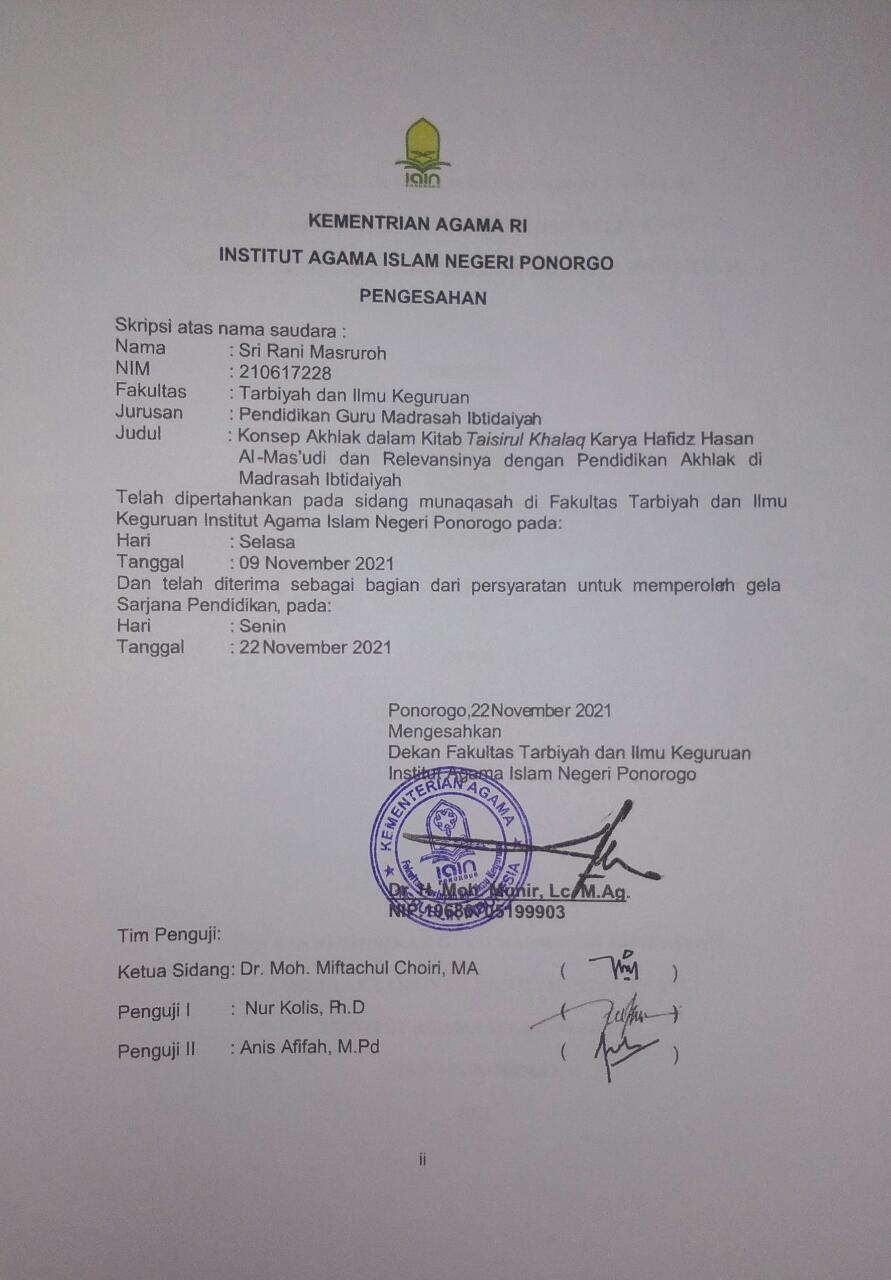 iain
PONOROGO
KEMENTRIAN AGAMA RI
INSTITUT AGAMA ISLAM NEGERI PONORGO
PENGESAHAN
Skripsi atas nama saudara :
Nama : Sri Rani Masruroh
NIM : 210617228
Fakultas : Tarbiyah dan Ilmu Keguruan
Jurusan : Pendidikan Guru Madrasah Ibtidaiyah
Judul : Konsep Akhlak dalam Kitab Taisirul Khalaq Karya Hafidz Hasan
Al-Mas'udi dan Relevansinya dengan Pendidikan Akhlak di
Madrasah Ibtidaiyah
Telah dipertahankan pada sidang munaqasah di Fakultas Tarbiyah dan Ilmu
Keguruan Institut Agama Islam Negeri Ponorogo pada:
Hari : Selasa
Tanggal : 09 November 2021
Dan telah diterima sebagai bagian dari persyaratan untuk memperoleh gela
Sarjana Pendidikan, pada:
Hari : Senin
Tanggal : 22 November 2021
Ponorogo,22November 2021
Mengesahkan
Dekan Fakultas Tarbiyah dan Ilmu Keguruan
Institut Agama Islam Negeri Ponorogo
KEMENTERIAN AGAMA
iain
PONOROGO
Dr. H. Moh. Munir, Lc, M.Ag.
NIP.
Tim Penguji:
Ketua Sidang: Dr. Moh. Miftachul Choiri, MA ( )
Penguji I : Nur Kolis, Ph.D
Penguji II : Anis Afifah, M.Pd ( )
ii